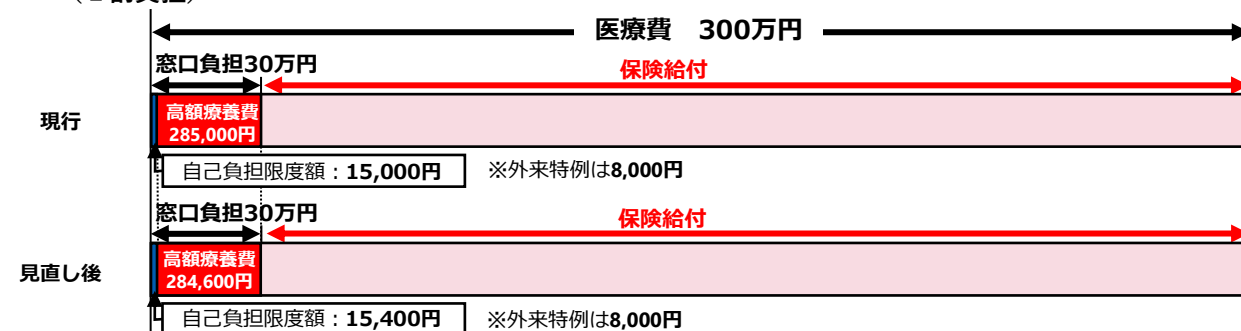 医療費　300万円
窓口負担30万円
保険給付
現行
高額療養費
285,000円
自己負担限度額：15,000円
※外来特例は8,000円
窓口負担30万円
保険給付
見直し後
高額療養費
284,600円
自己負担限度額：15,400円
※外来特例は8,000円